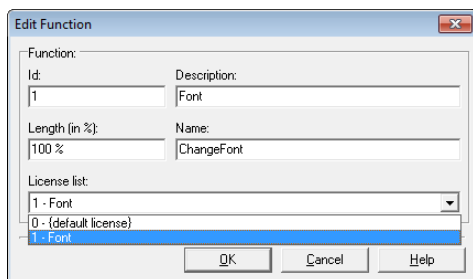 Edit Function
Function:
Id: Description:
1 Font
Length (in %): Name:
100 % ChangeFont
License list:
1 - Font
0 - {default license}
1 - Font
OK Cancel Help